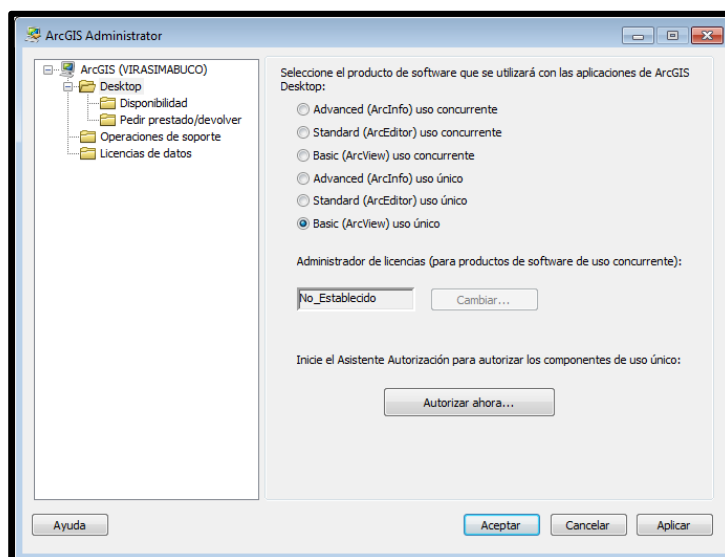 ArcGIS Administrator
ArcGIS (VIRASIMABUCO)
Desktop
Disponibilidad
Pedir prestado/devolver
Operaciones de soporte
Licencias de datos
Seleccione el producto de software que se utilizará con las aplicaciones de ArcGIS
Desktop:
Advanced (ArcInfo) uso concurrente
Standard (ArcEditor) uso concurrente
Basic (ArcView) uso concurrente
Advanced (ArcInfo) uso único
Standard (ArcEditor) uso único
Basic (ArcView) uso único
Administrador de licencias (para productos de software de uso concurrente):
No_Establecido
Cambiar...
Inicie el Asistente Autorización para autorizar los componentes de uso único:
Autorizar ahora...
Ayuda
Aceptar
Cancelar
Aplicar